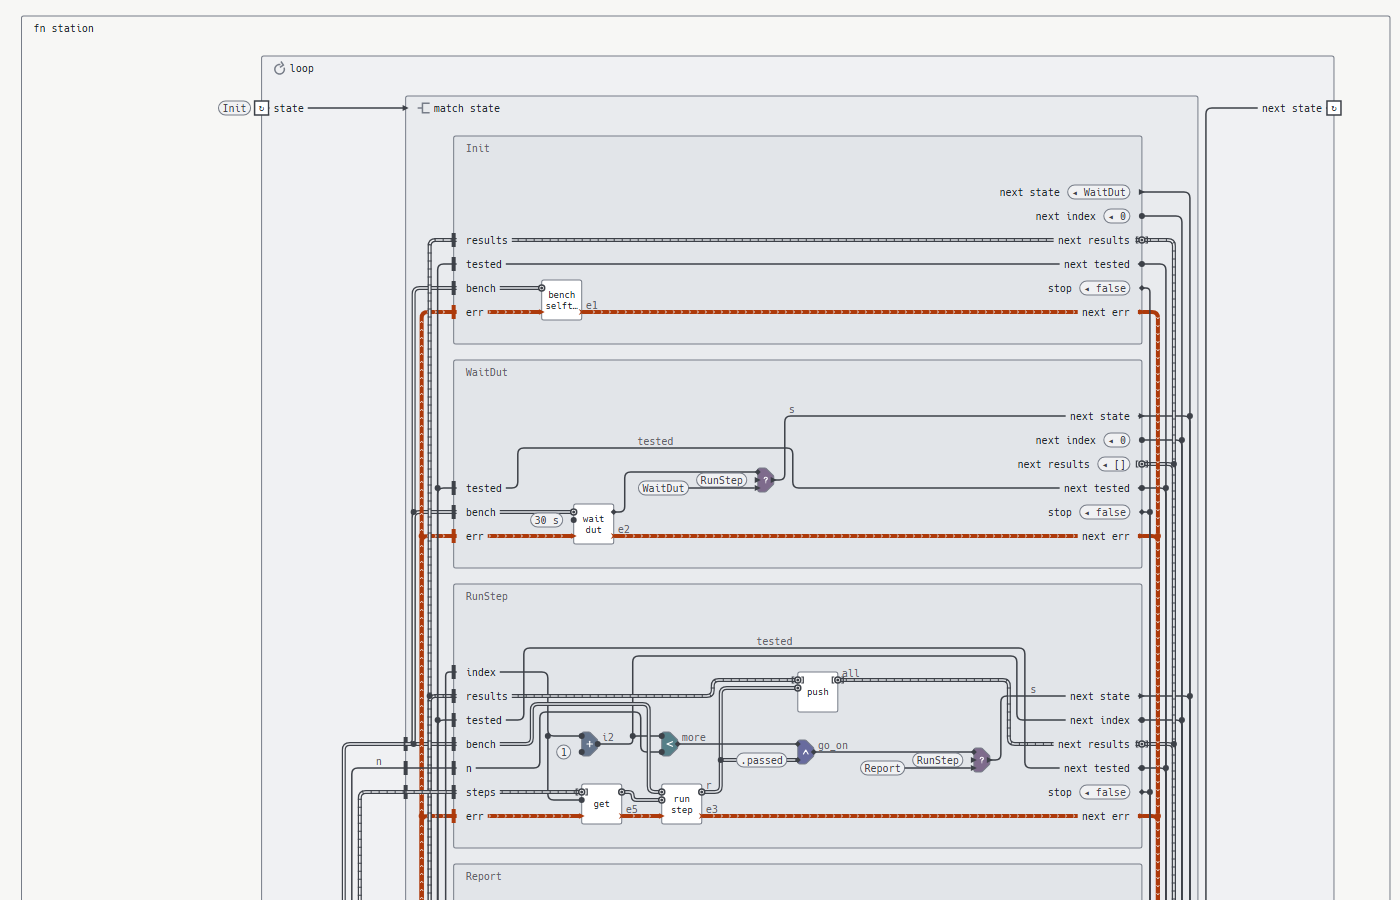 fn station
loop
Init
state
match state
next state
Init
next state
WaitDut
next index
0
results
next results
tested
next tested
bench
bench
selft…
stop
false
err
e1
next err
WaitDut
s
next state
tested
next index
0
next results
[]
tested
WaitDut
RunStep
?
next tested
bench
30 s
wait
dut
stop
false
err
e2
next err
RunStep
tested
index
all
results
push
s
next state
tested
next index
bench
+
i2
<
more
^
go_on
next results
1
n
n
.passed
Report
RunStep
?
next tested
steps
get
run
step
r
stop
false
err
e5
e3
next err
Report